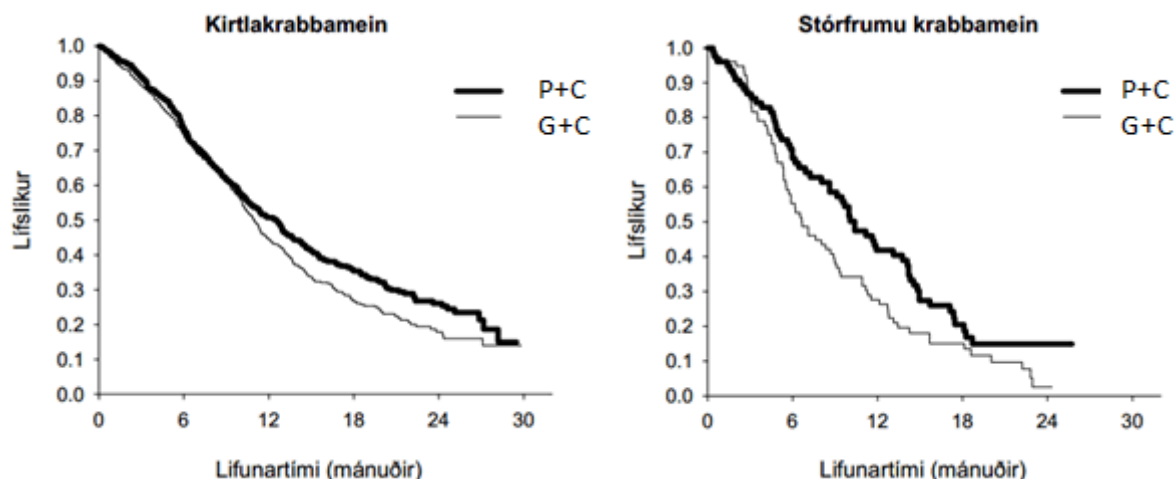 Kirtlakrabbamein
1.0
0.9
0.8
0.7
0.6
0.5
0.4
0.3
0.2
0.1
0.0
Lífslíkur
P+C
G+C
0 6 12 18 24 30
Lifunartími (mánuðir)
Stórfrumu krabbamein
1.0
0.9
0.8
0.7
0.6
0.5
0.4
0.3
0.2
0.1
0.0
Lífslíkur
P+C
G+C
0 6 12 18 24 30
Lifunartími (mánuðir)